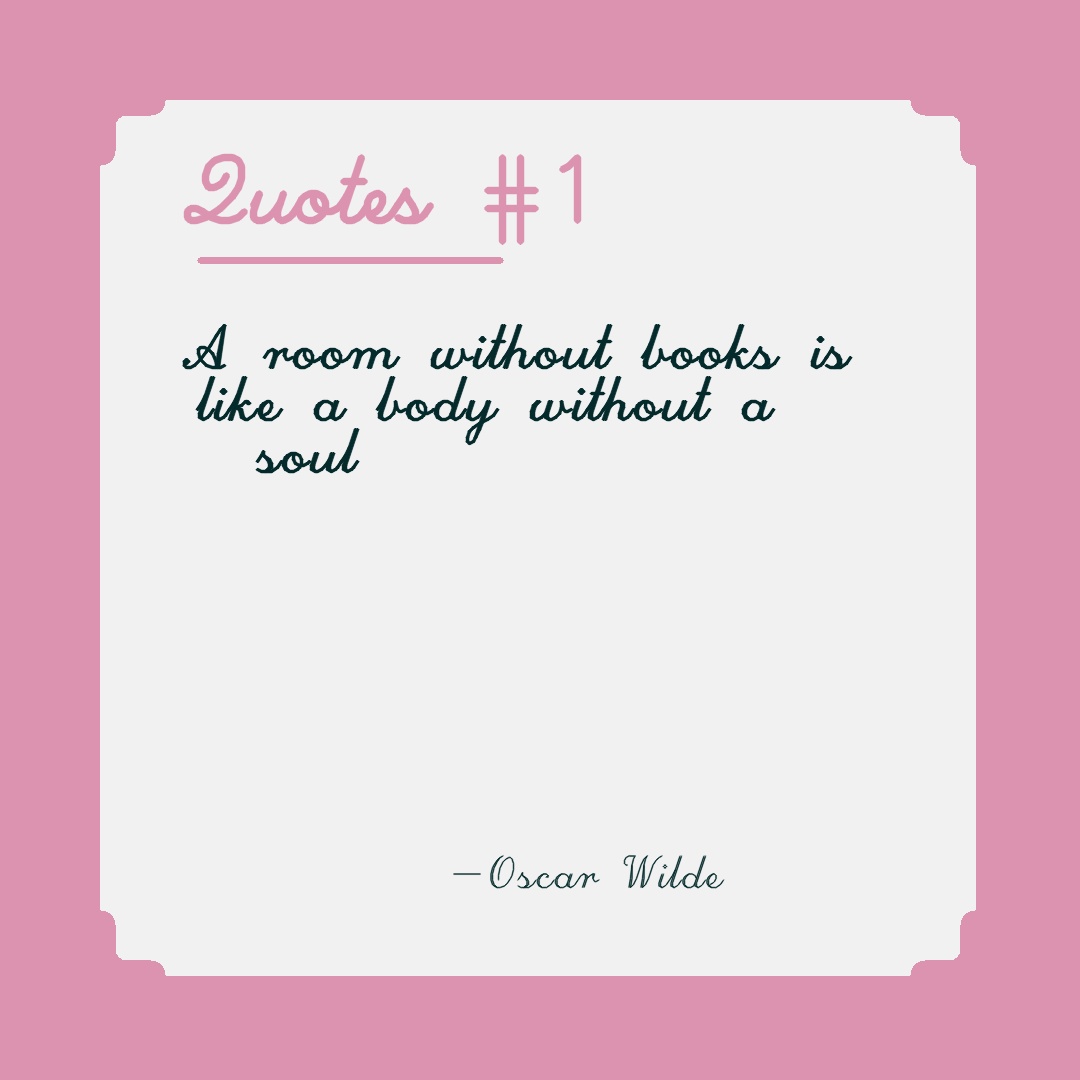 Quotes #1
A room without books is
like a body without a
soul
—Oscar Wilde